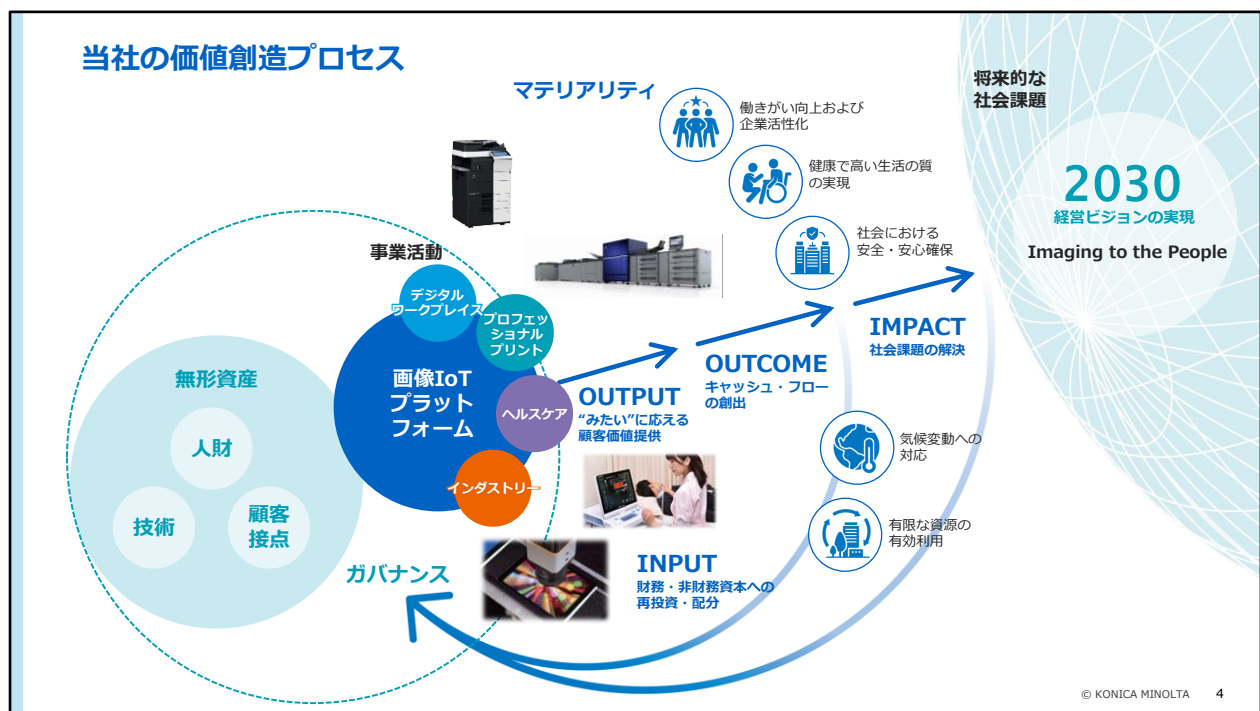 当社の価値創造プロセス
マテリアリティ
働きがい向上および
企業活性化
健康で高い生活の質
の実現
社会における
安全・安心確保
将来的な
社会課題
2030
経営ビジョンの実現
Imaging to the People
事業活動
デジタル
ワークプレイス
プロフェッ
ショナル
プリント
画像IoT
プラット
フォーム
ヘルスケア
インダストリー
無形資産
人財
技術
顧客
接点
ガバナンス
OUTPUT
“みたい”に応える
顧客価値提供
OUTCOME
キャッシュ・フロー
の創出
IMPACT
社会課題の解決
気候変動への
対応
有限な資源の
有効利用
INPUT
財務・非財務資本への
再投資・配分
© KONICA MINOLTA
4